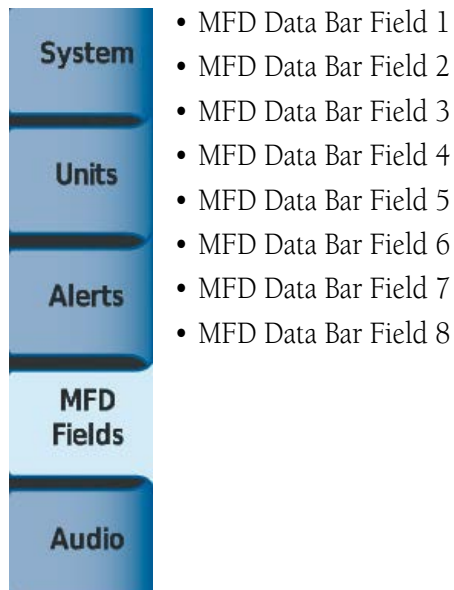 System
Units
Alerts
MFD
Fields
Audio
• MFD Data Bar Field 1
• MFD Data Bar Field 2
• MFD Data Bar Field 3
• MFD Data Bar Field 4
• MFD Data Bar Field 5
• MFD Data Bar Field 6
• MFD Data Bar Field 7
• MFD Data Bar Field 8